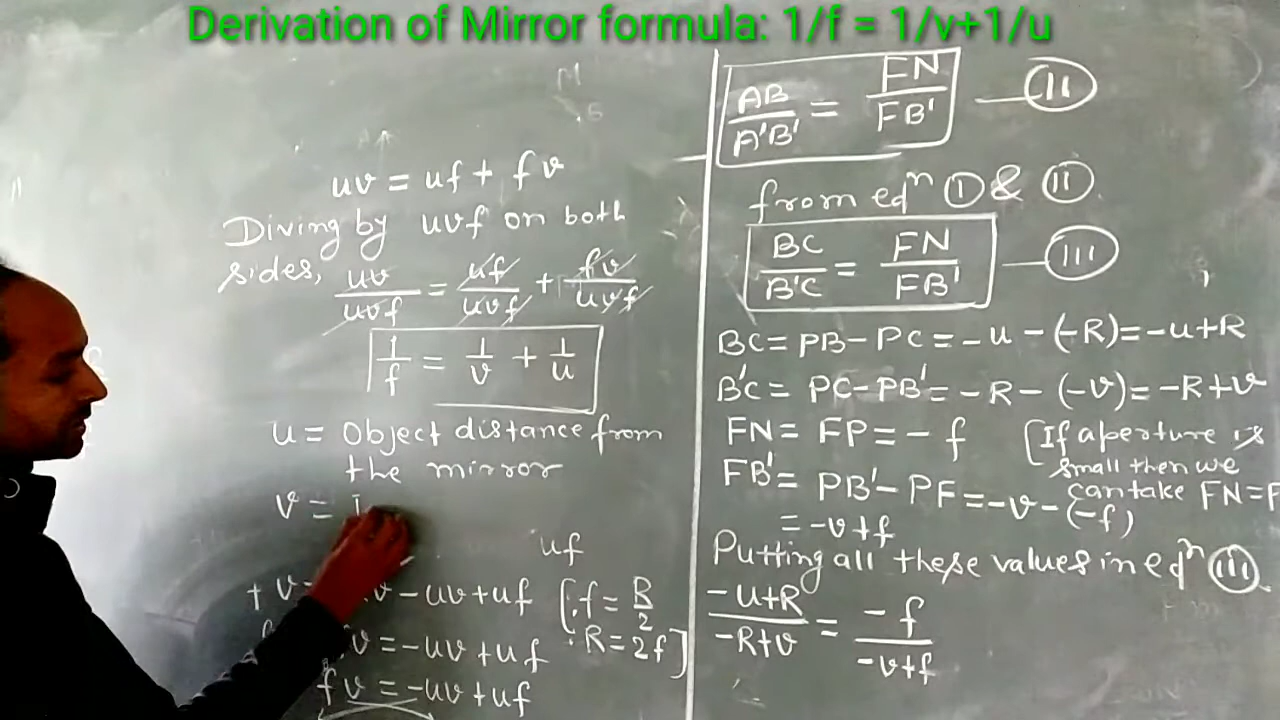 Derivation of Mirror formula: 1/f = 1/v+1/u
uv = uf + fv
Diving by uvf on both
sides, uv/uvf = uf/uvf + fv/uvf
1/f = 1/v + 1/u
u = Object distance from
the mirror
v = I
uf
- uv + uf [∵ f = R/2
v = -uv + uf ∴ R = 2f]
fv = -uv + uf
AB/A'B' = FN/FB' — II
from eqⁿ I & II
BC/B'C = FN/FB' — III
BC = PB - PC = -u - (-R) = -u+R
B'C = PC - PB' = -R - (-v) = -R+v
FN = FP = -f [If aperture is
small then we
can take FN = F
FB' = PB' - PF = -v - (-f)
= -v+f
Putting all these values in eqⁿ III
-u+R/-R+v = -f/-v+f